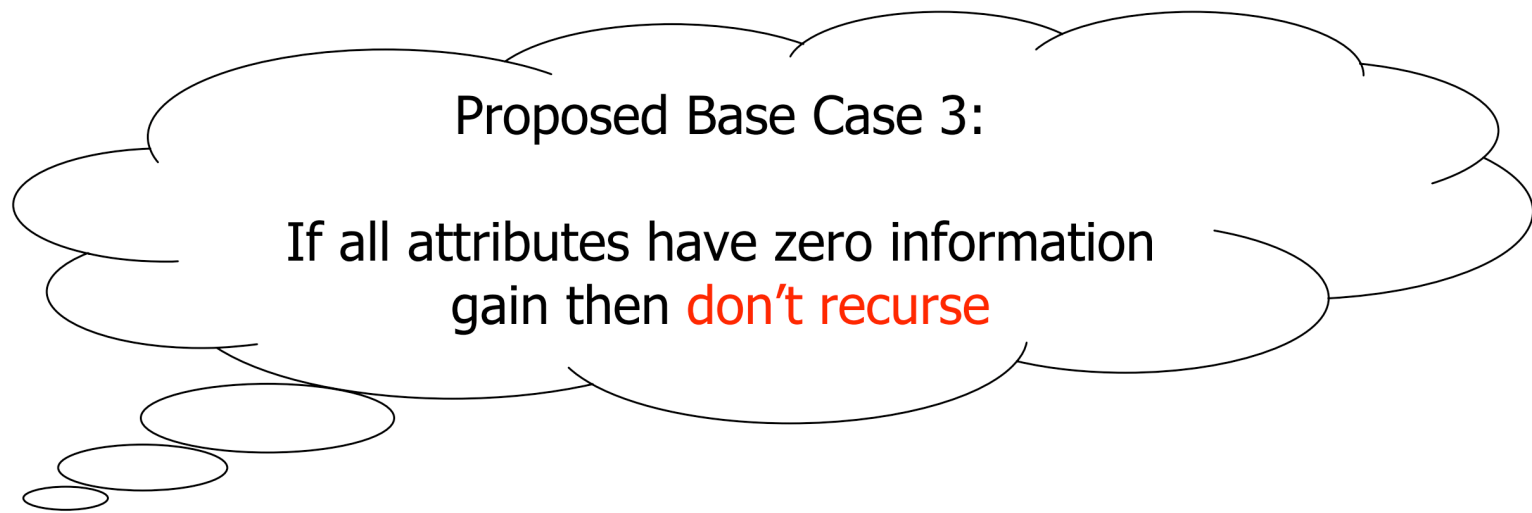 Proposed Base Case 3:
If all attributes have zero information
gain then don’t recurse